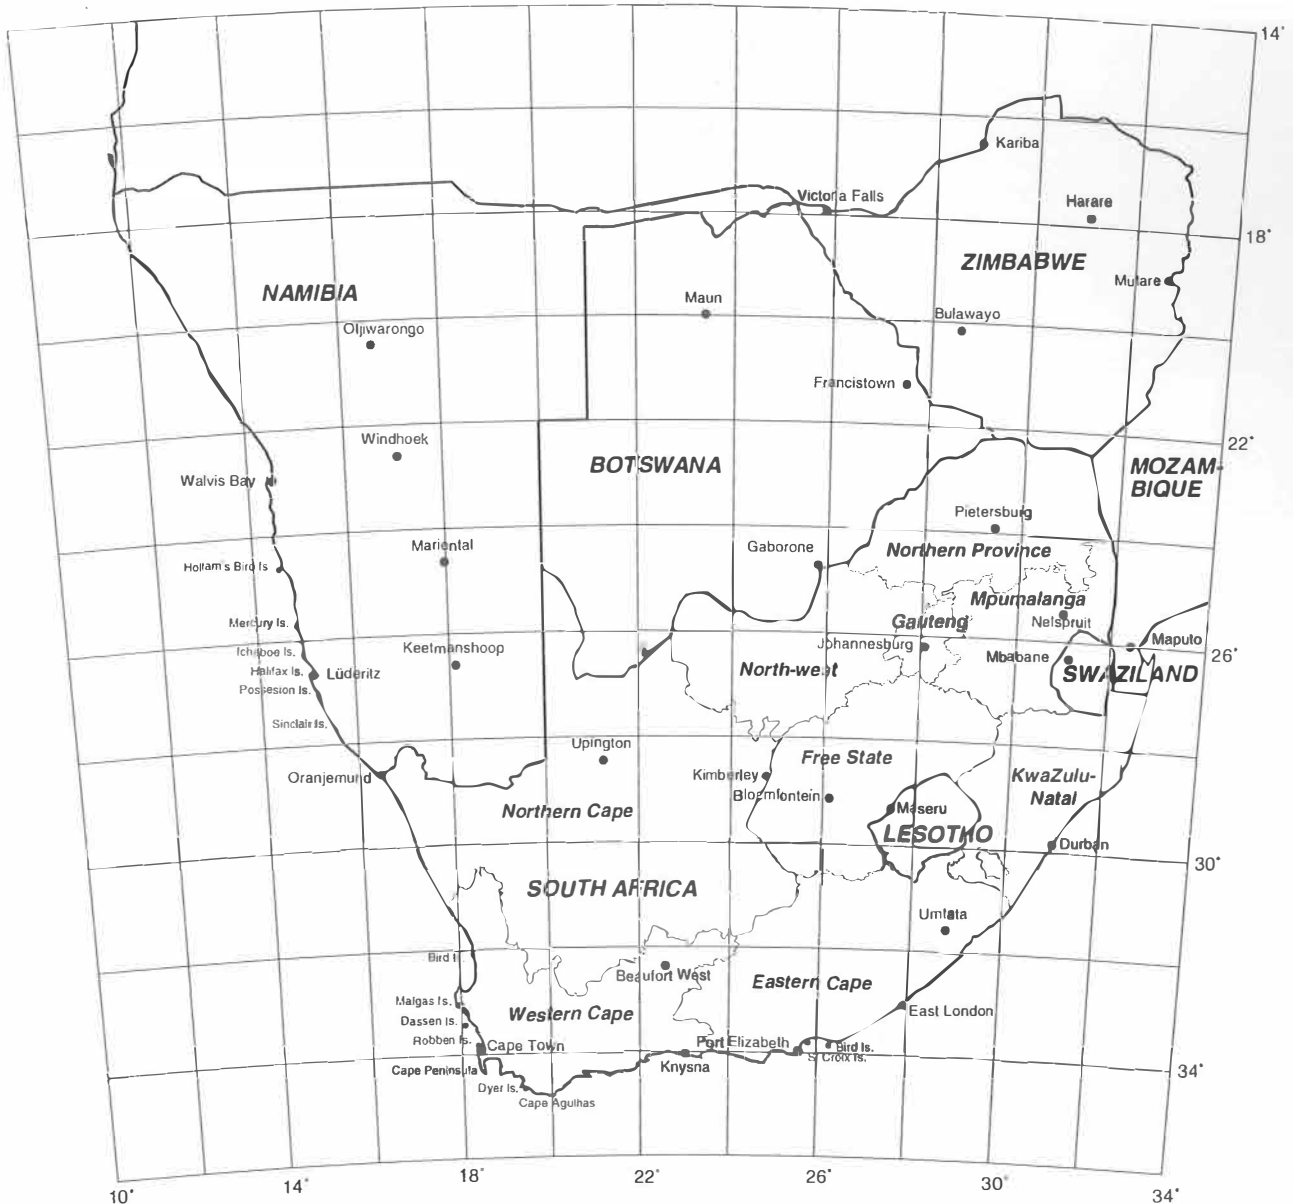 14°
Kariba
Victoria Falls
Harare
18°
ZIMBABWE
Mutare
NAMIBIA
Maun
Bulawayo
Otjiwarongo
Francistown
Windhoek
22°
BOTSWANA
MOZAM-
BIQUE
Walvis Bay
Pietersburg
Mariental
Gaborone
Northern Province
Hollam's Bird Is
Mpumalanga
Mercury Is.
Gauteng
Nelspruit
Ichaboe Is.
Keetmanshoop
Johannesburg
Maputo
Mbabane
26°
Halifax Is.
Lüderitz
North-west
SWAZILAND
Possesion Is.
Sinclair Is.
Upington
Free State
Oranjemund
Kimberley
KwaZulu-
Natal
Bloemfontein
Northern Cape
Maseru
LESOTHO
Durban
30°
SOUTH AFRICA
Umtata
Bird I
Beaufort West
Eastern Cape
Malgas Is.
Western Cape
East London
Dassen Is.
Robben Is.
Cape Town
Port Elizabeth
Bird Is.
St Croix Is.
Knysna
Cape Peninsula
34°
Dyer Is.
Cape Agulhas
10°
14°
18°
22°
26°
30°
34°